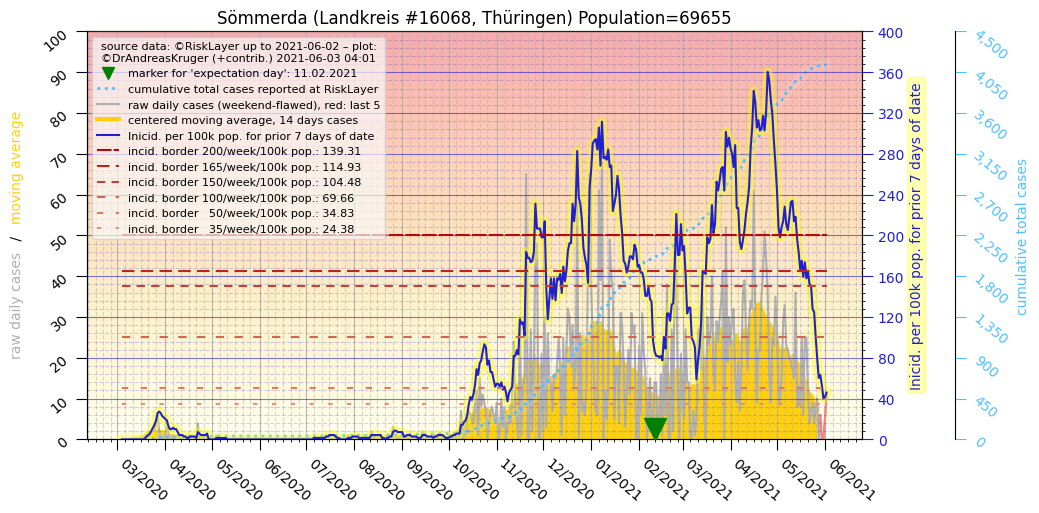 Sömmerda (Landkreis #16068, Thüringen) Population=69655
source data: ©RiskLayer up to 2021-06-02 – plot:
©DrAndreasKruger (+contrib.) 2021-06-03 04:01
marker for 'expectation day': 11.02.2021
cumulative total cases reported at RiskLayer
raw daily cases (weekend-flawed), red: last 5
centered moving average, 14 days cases
Inicid. per 100k pop. for prior 7 days of date
incid. border 200/week/100k pop.: 139.31
incid. border 165/week/100k pop.: 114.93
incid. border 150/week/100k pop.: 104.48
incid. border 100/week/100k pop.: 69.66
incid. border 50/week/100k pop.: 34.83
incid. border 35/week/100k pop.: 24.38
raw daily cases / moving average
100
90
80
70
60
50
40
30
20
10
0
03/2020
04/2020
05/2020
06/2020
07/2020
08/2020
09/2020
10/2020
11/2020
12/2020
01/2021
02/2021
03/2021
04/2021
05/2021
06/2021
400
360
320
280
240
200
160
120
80
40
0
Inicid. per 100k pop. for prior 7 days of date
4,500
4,050
3,600
3,150
2,700
2,250
1,800
1,350
900
450
0
cumulative total cases